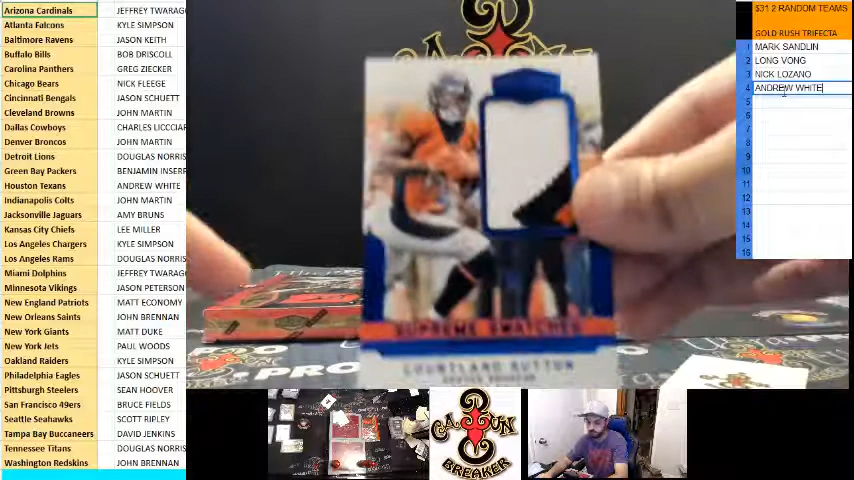 Arizona Cardinals JEFFREY TWARAG
Atlanta Falcons KYLE SIMPSON
Baltimore Ravens JASON KEITH
Buffalo Bills BOB DRISCOLL
Carolina Panthers GREG ZIECKER
Chicago Bears NICK FLEEGE
Cincinnati Bengals JASON SCHUETT
Cleveland Browns JOHN MARTIN
Dallas Cowboys CHARLES LICCCIAR
Denver Broncos JOHN MARTIN
Detroit Lions DOUGLAS NORRIS
Green Bay Packers BENJAMIN INSERR
Houston Texans ANDREW WHITE
Indianapolis Colts JOHN MARTIN
Jacksonville Jaguars AMY BRUNS
Kansas City Chiefs LEE MILLER
Los Angeles Chargers KYLE SIMPSON
Los Angeles Rams DOUGLAS NORRIS
Miami Dolphins JEFFREY TWARAG
Minnesota Vikings JASON PETERSON
New England Patriots MATT ECONOMY
New Orleans Saints JOHN BRENNAN
New York Giants MATT DUKE
New York Jets PAUL WOODS
Oakland Raiders KYLE SIMPSON
Philadelphia Eagles JASON SCHUETT
Pittsburgh Steelers SEAN HOOVER
San Francisco 49ers BRUCE FIELDS
Seattle Seahawks SCOTT RIPLEY
Tampa Bay Buccaneers DAVID JENKINS
Tennessee Titans DOUGLAS NORRIS
Washington Redskins JOHN BRENNAN
SUPREME SWATCHES
COURTLAND SUTTON
DENVER BRONCOS
CAJUN
BREAKER
$31 2 RANDOM TEAMS
GOLD RUSH TRIFECTA
1 MARK SANDLIN
2 LONG VONG
3 NICK LOZANO
4 ANDREW WHITE
5
6
7
8
9
10
11
12
13
14
15
16